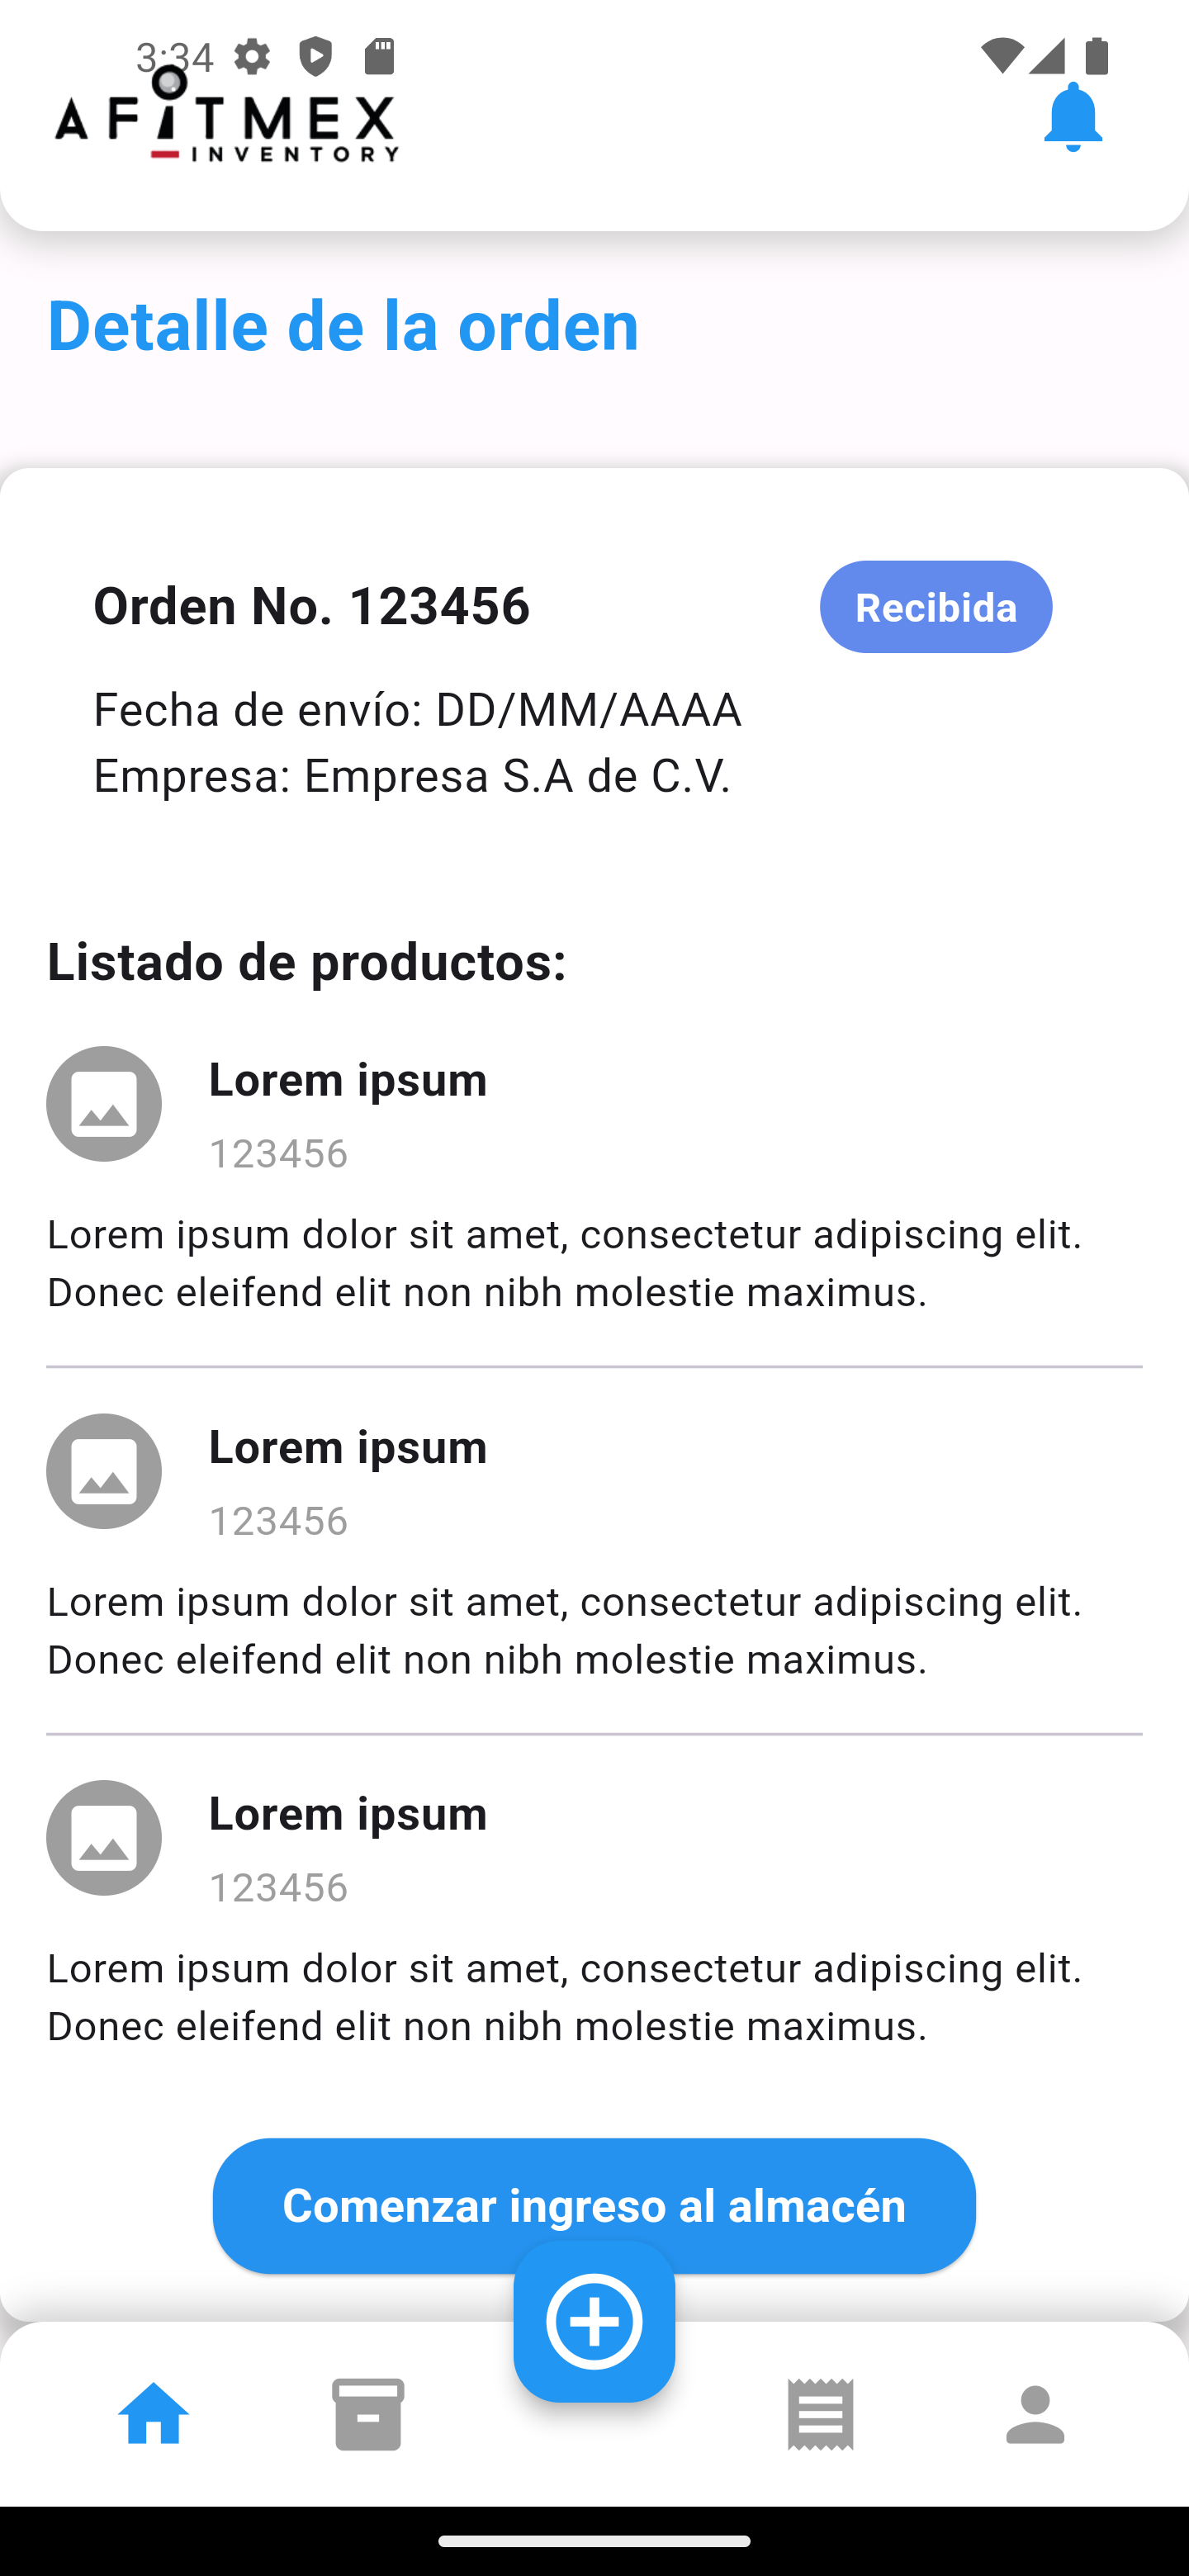 3:34
AFiTMEX
INVENTORY
Detalle de la orden
Orden No. 123456
Recibida
Fecha de envío: DD/MM/AAAA
Empresa: Empresa S.A de C.V.
Listado de productos:
Lorem ipsum
123456
Lorem ipsum dolor sit amet, consectetur adipiscing elit.
Donec eleifend elit non nibh molestie maximus.
Lorem ipsum
123456
Lorem ipsum dolor sit amet, consectetur adipiscing elit.
Donec eleifend elit non nibh molestie maximus.
Lorem ipsum
123456
Lorem ipsum dolor sit amet, consectetur adipiscing elit.
Donec eleifend elit non nibh molestie maximus.
Comenzar ingreso al almacén